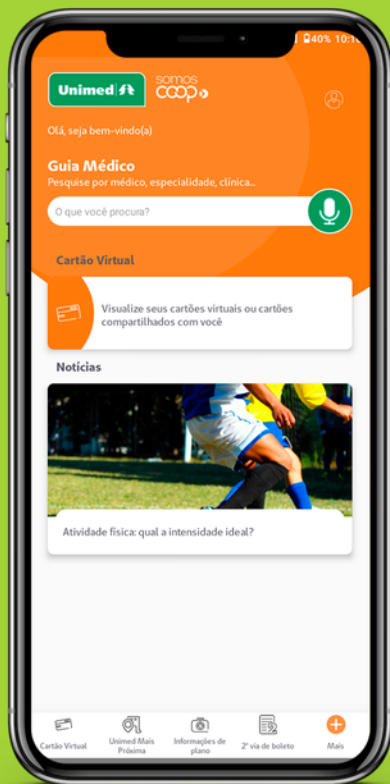 40% 10:10
Unimed
somos
coop
Olá, seja bem-vindo(a)
Guia Médico
Pesquise por médico, especialidade, clínica...
O que você procura?
Cartão Virtual
Visualize seus cartões virtuais ou cartões
compartilhados com você
Notícias
Atividade física: qual a intensidade ideal?
Cartão Virtual
Unimed Mais
Próxima
Informações de
plano
2ª via de boleto
Mais